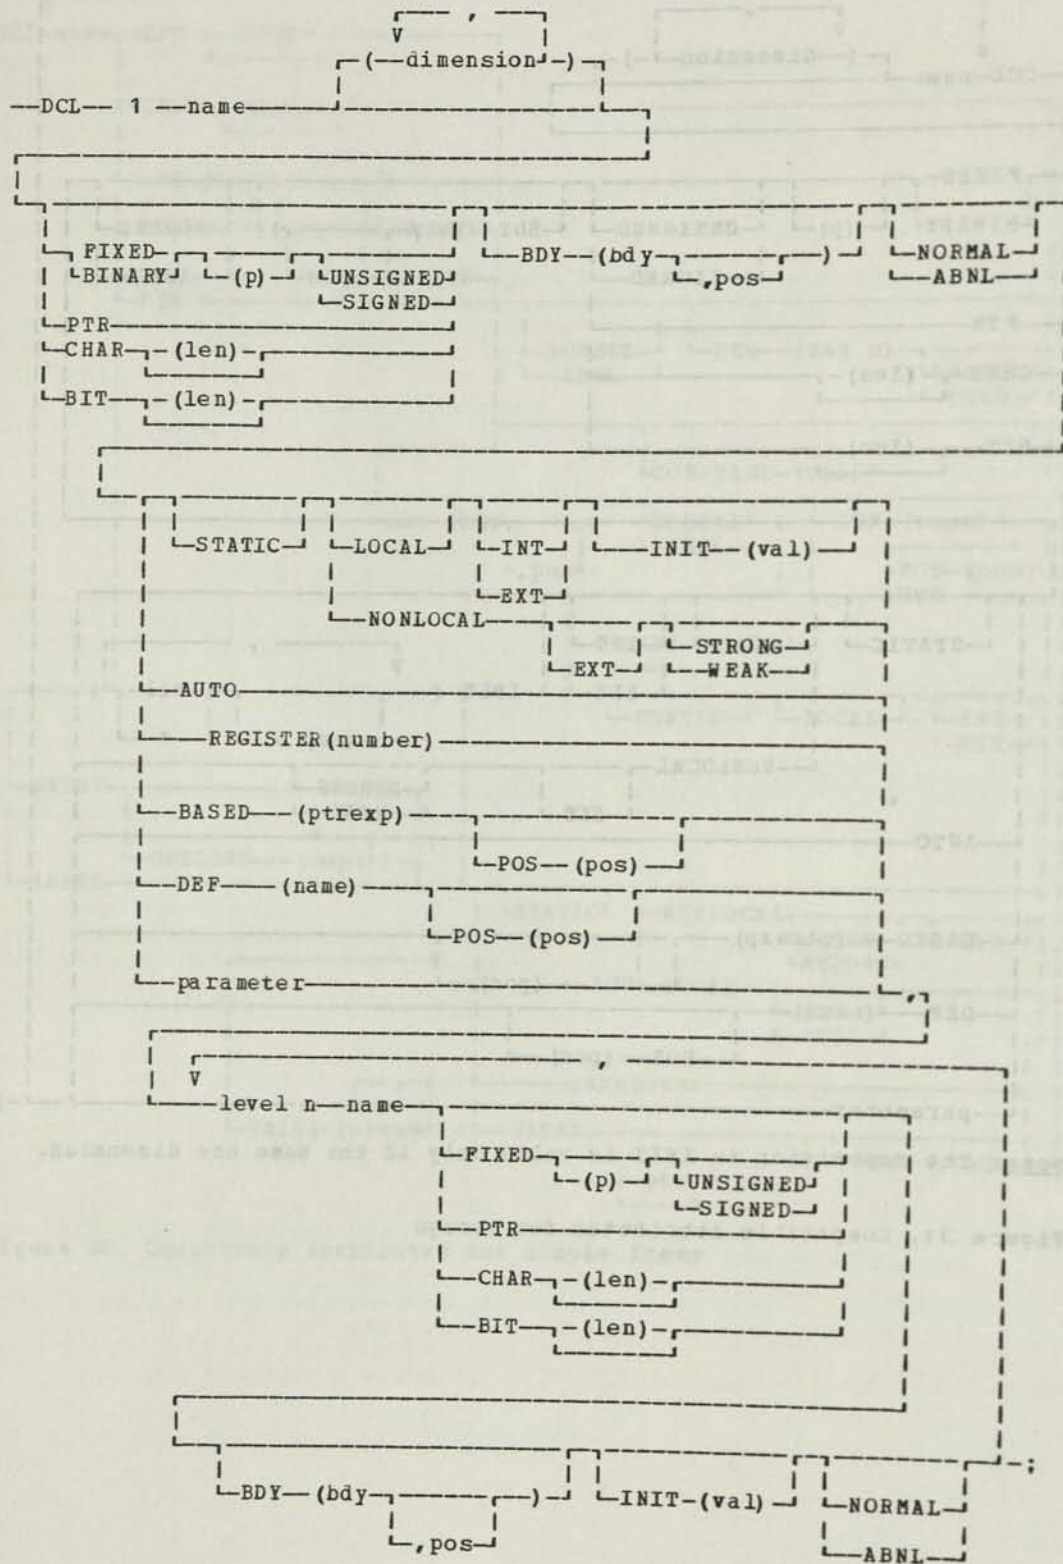 ,
V
(dimension)
DCL 1 name
FIXED BDY (bdy ) NORMAL
BINARY (p) UNSIGNED ,pos ABNL
SIGNED
PTR
CHAR (len)
BIT (len)
STATIC LOCAL INT INIT (val)
EXT
NONLOCAL STRONG
EXT WEAK
AUTO
REGISTER(number)
BASED (ptrexp)
POS (pos)
DEF (name)
POS (pos)
parameter
,
,
V
level n name
FIXED UNSIGNED
(p) SIGNED
PTR
CHAR (len)
BIT (len)
;
BDY (bdy ) INIT (val) NORMAL
,pos ABNL